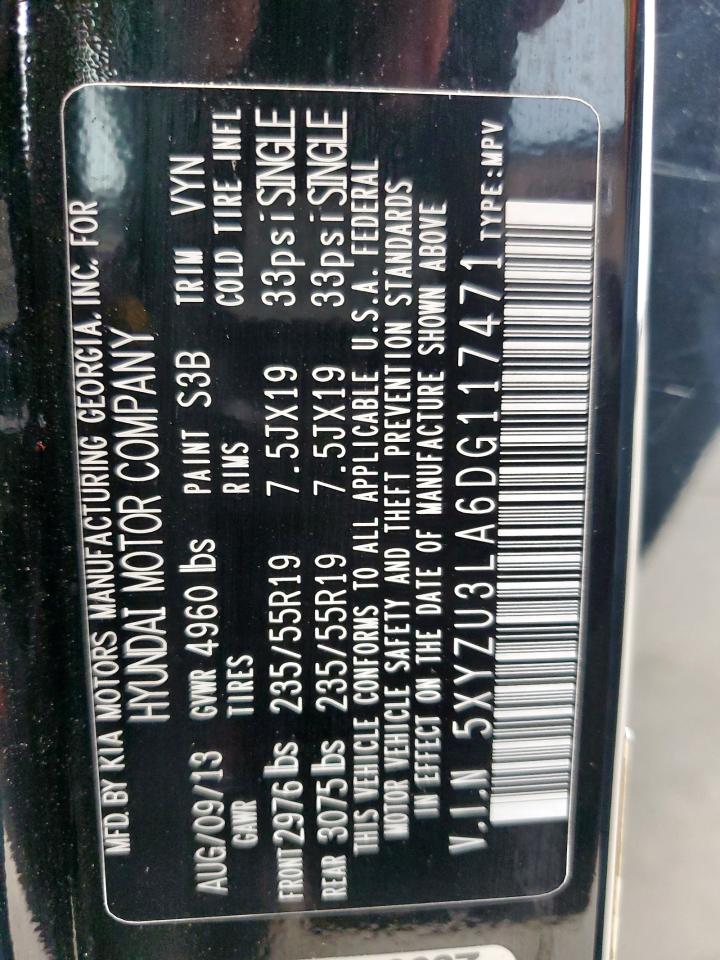 MFD. BY KIA MOTORS MANUFACTURING GEORGIA, INC. FOR
HYUNDAI MOTOR COMPANY
AUG/09/13 GVWR 4960 lbs PAINT S3B TRIM VYN
GAWR TIRES RIMS COLD TIRE INFL
FRONT 2976 lbs 235/55R19 7.5JX19 33psi SINGLE
REAR 3075 lbs 235/55R19 7.5JX19 33psi SINGLE
THIS VEHICLE CONFORMS TO ALL APPLICABLE U.S.A. FEDERAL
MOTOR VEHICLE SAFETY AND THEFT PREVENTION STANDARDS
IN EFFECT ON THE DATE OF MANUFACTURE SHOWN ABOVE
V.I.N 5XYZU3LA6DG117471 TYPE:MPV